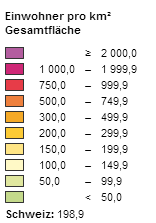 Einwohner pro km²
Gesamtfläche
≥ 2 000,0
1 000,0 – 1 999,9
750,0 – 999,9
500,0 – 749,9
300,0 – 499,9
200,0 – 299,9
150,0 – 199,9
100,0 – 149,9
50,0 – 99,9
< 50,0
Schweiz: 198,9